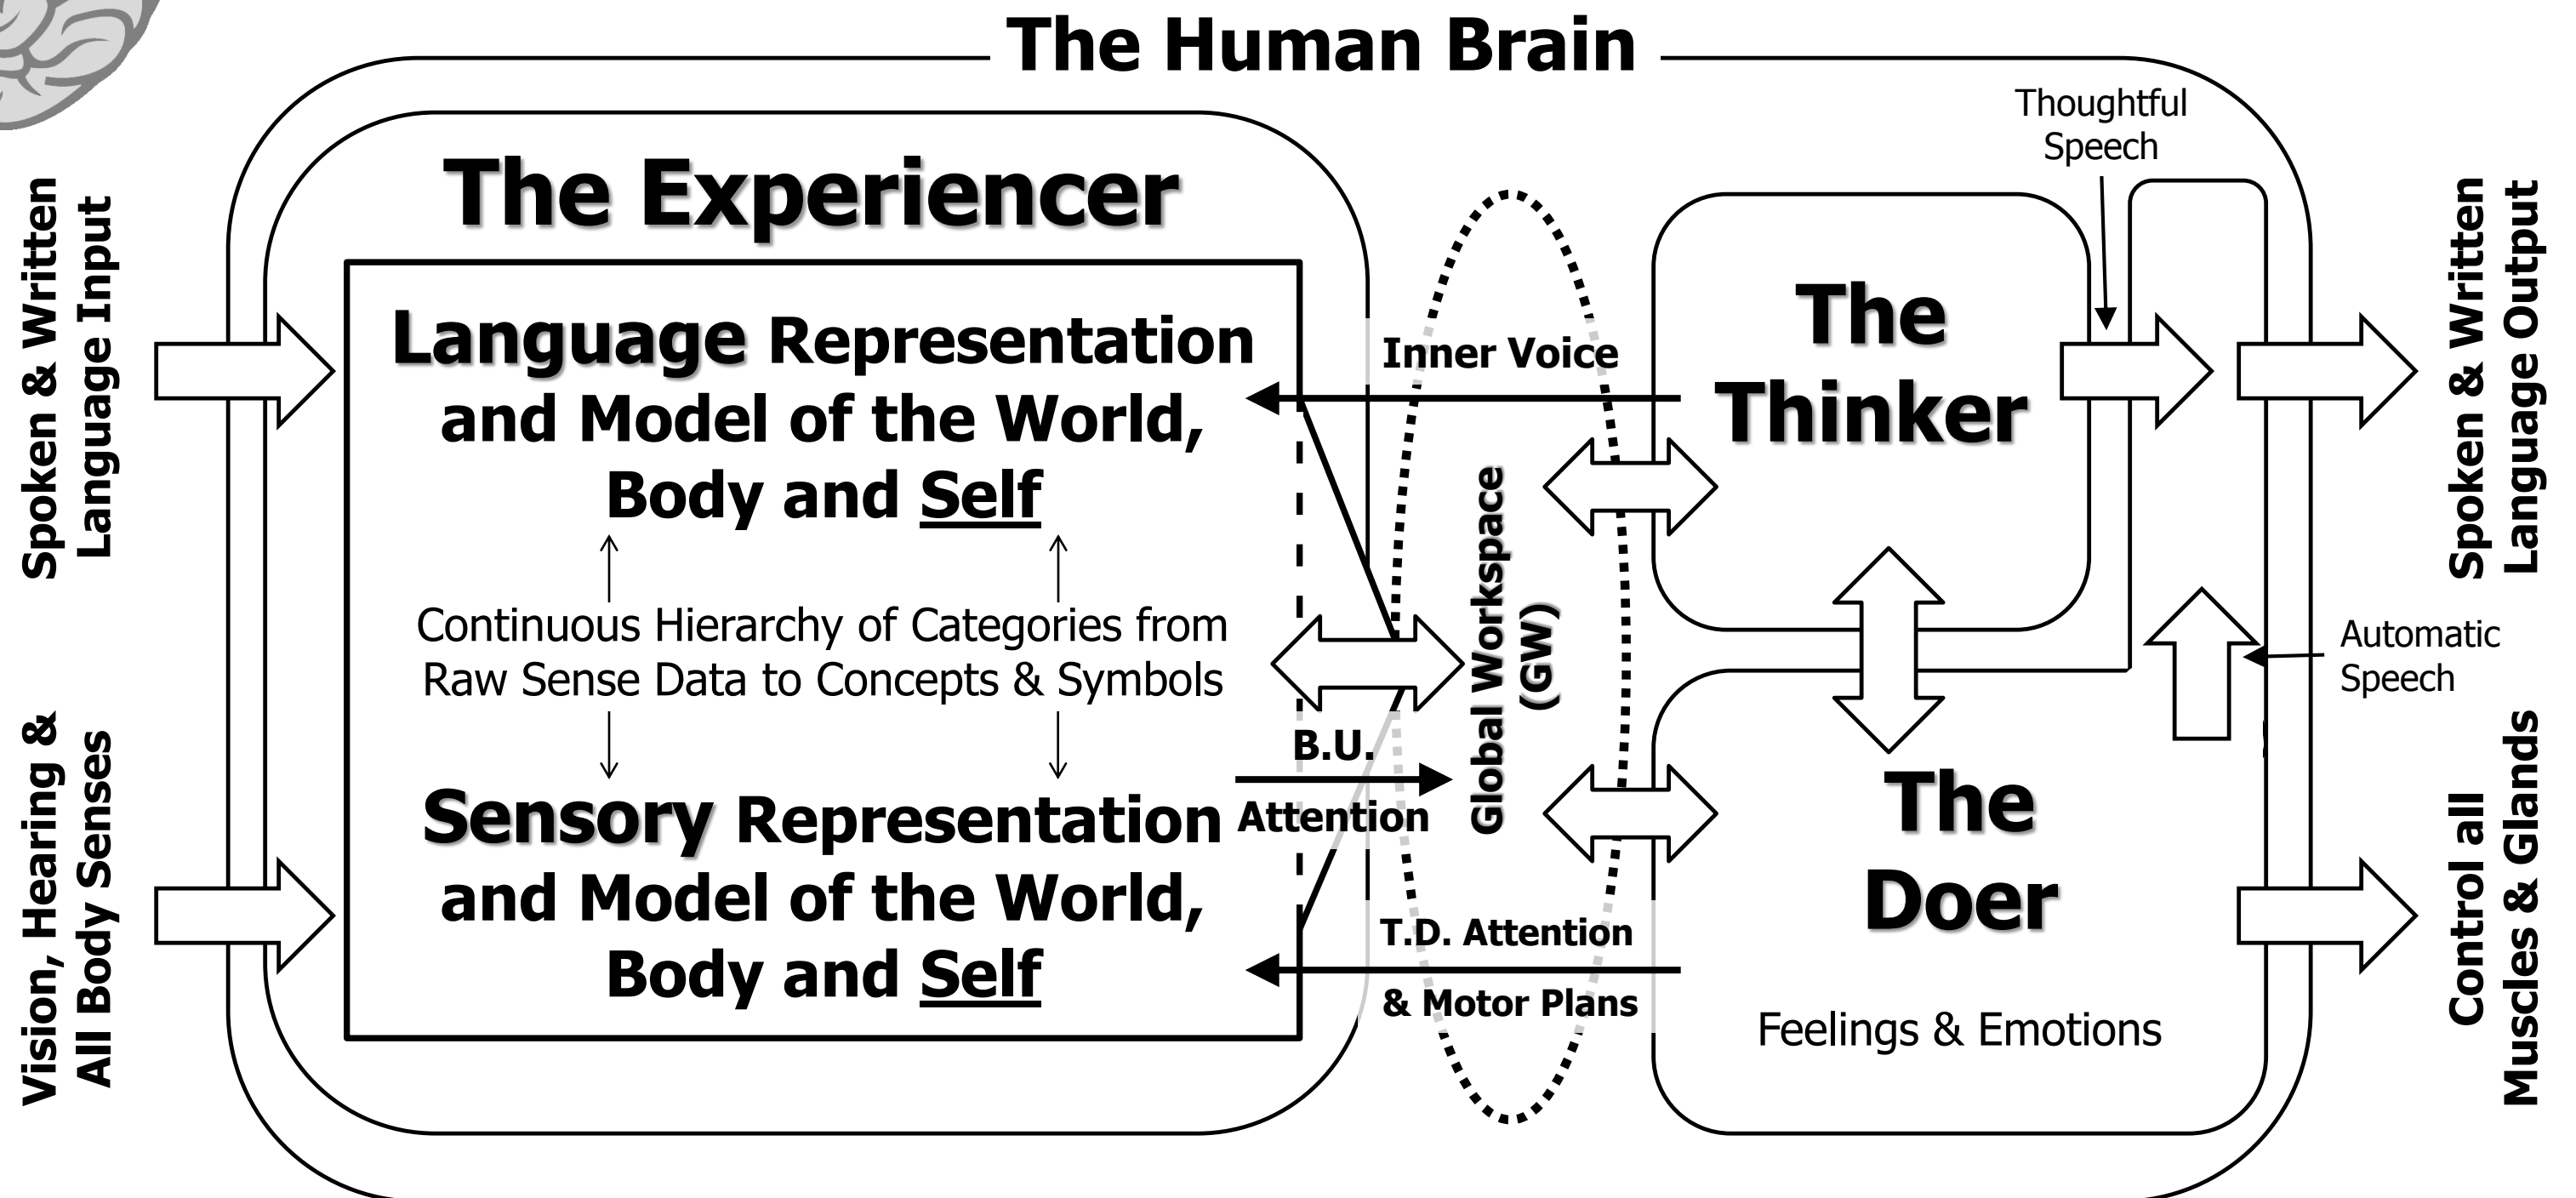 The Human Brain
Thoughtful
Speech
The Experiencer
Spoken & Written
Language Input
Language Representation
and Model of the World,
Body and Self
Continuous Hierarchy of Categories from
Raw Sense Data to Concepts & Symbols
Sensory Representation
and Model of the World,
Body and Self
Vision, Hearing &
All Body Senses
Inner Voice
Global Workspace
(GW)
B.U.
Attention
T.D. Attention
& Motor Plans
The
Thinker
The
Doer
Feelings & Emotions
Spoken & Written
Language Output
Automatic
Speech
Control all
Muscles & Glands